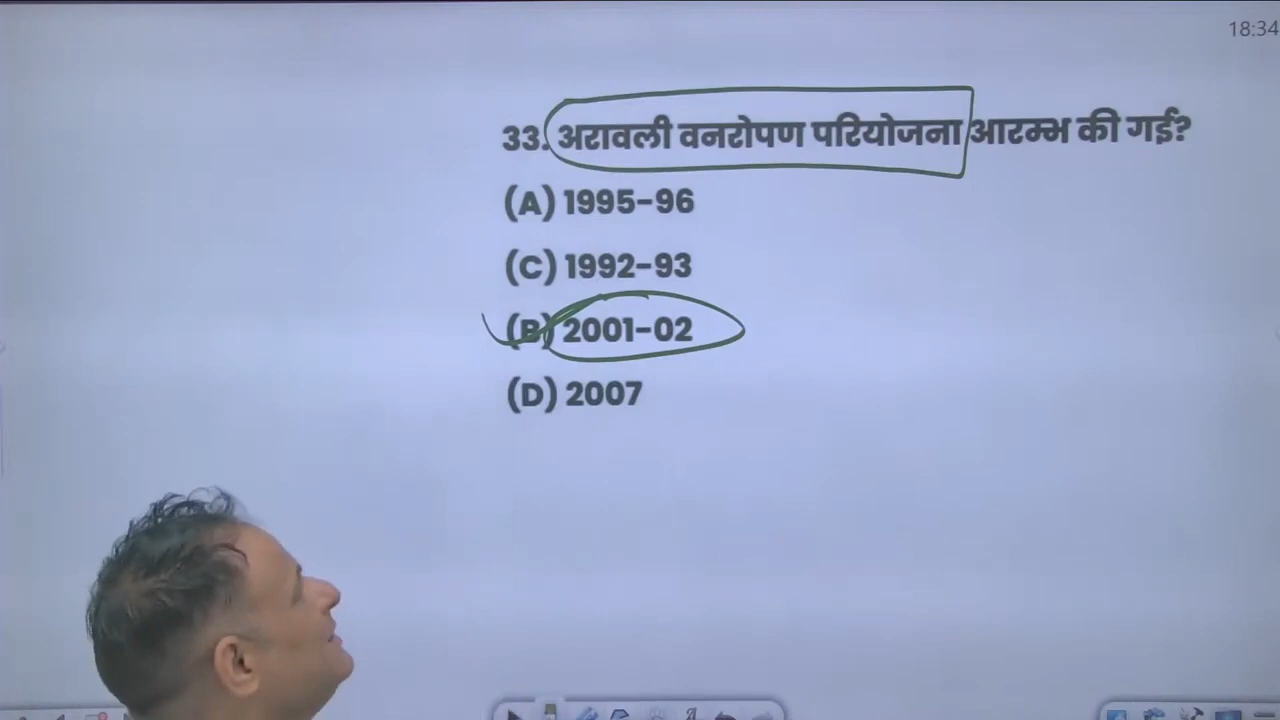 18:34
33. अरावली वनरोपण परियोजना आरम्भ की गई?
(A) 1995-96
(C) 1992-93
(B) 2001-02
(D) 2007